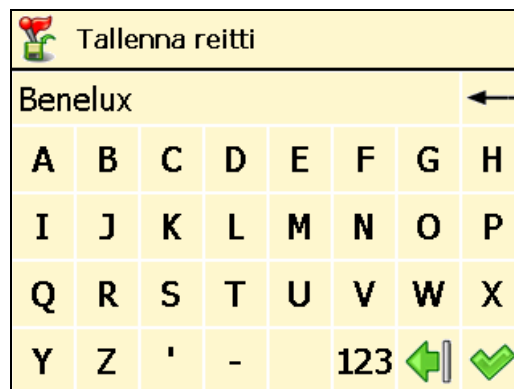 Tallenna reitti
Benelux
A B C D E F G H
I J K L M N O P
Q R S T U V W X
Y Z ' - 123